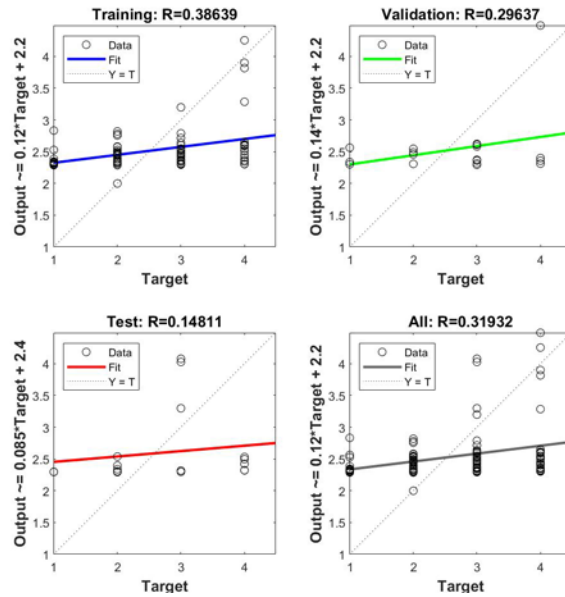 Training: R=0.38639
Output ~= 0.12*Target + 2.2
4
3.5
3
2.5
2
1.5
1
Data
Fit
Y = T
1 2 3 4
Target
Validation: R=0.29637
Output ~= 0.14*Target + 2.2
4
3.5
3
2.5
2
1.5
1
Data
Fit
Y = T
1 2 3 4
Target
Test: R=0.14811
Output ~= 0.085*Target + 2.4
4
3.5
3
2.5
2
1.5
1
Data
Fit
Y = T
1 2 3 4
Target
All: R=0.31932
Output ~= 0.12*Target + 2.2
4
3.5
3
2.5
2
1.5
1
Data
Fit
Y = T
1 2 3 4
Target